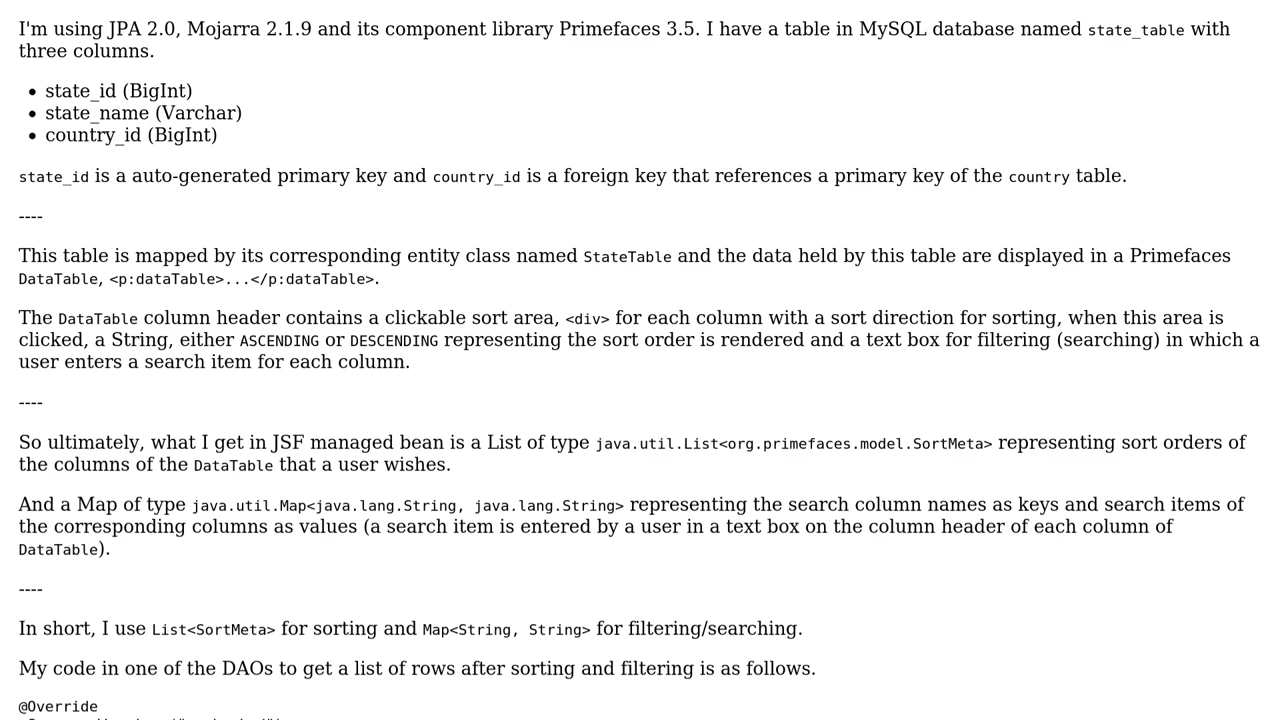 I'm using JPA 2.0, Mojarra 2.1.9 and its component library Primefaces 3.5. I have a table in MySQL database named state_table with
three columns.
• state_id (BigInt)
• state_name (Varchar)
• country_id (BigInt)
state_id is a auto-generated primary key and country_id is a foreign key that references a primary key of the country table.
----
This table is mapped by its corresponding entity class named StateTable and the data held by this table are displayed in a Primefaces
DataTable, <p:dataTable>...</p:dataTable>.
The DataTable column header contains a clickable sort area, <div> for each column with a sort direction for sorting, when this area is
clicked, a String, either ASCENDING or DESCENDING representing the sort order is rendered and a text box for filtering (searching) in which a
user enters a search item for each column.
----
So ultimately, what I get in JSF managed bean is a List of type java.util.List<org.primefaces.model.SortMeta> representing sort orders of
the columns of the DataTable that a user wishes.
And a Map of type java.util.Map<java.lang.String, java.lang.String> representing the search column names as keys and search items of
the corresponding columns as values (a search item is entered by a user in a text box on the column header of each column of
DataTable).
----
In short, I use List<SortMeta> for sorting and Map<String, String> for filtering/searching.
My code in one of the DAOs to get a list of rows after sorting and filtering is as follows.
@Override